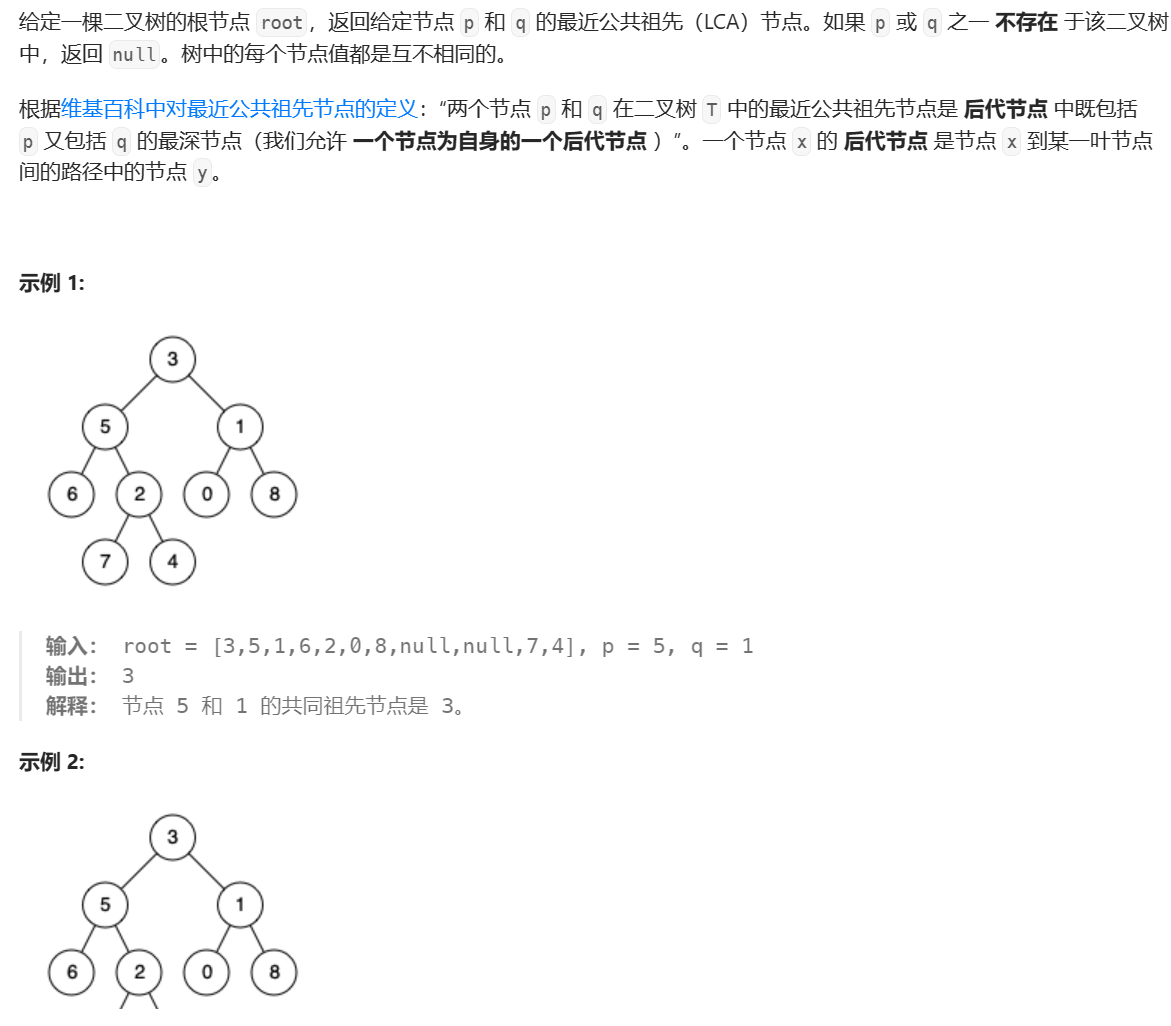 给定一棵二叉树的根节点 root，返回给定节点 p 和 q 的最近公共祖先（LCA）节点。如果 p 或 q 之一 不存在 于该二叉树
中，返回 null。树中的每个节点值都是互不相同的。
根据维基百科中对最近公共祖先节点的定义：“两个节点 p 和 q 在二叉树 T 中的最近公共祖先节点是 后代节点 中既包括
p 又包括 q 的最深节点（我们允许 一个节点为自身的一个后代节点 ）”。一个节点 x 的 后代节点 是节点 x 到某一叶节点
间的路径中的节点 y。
示例 1:
3
5 1
6 2 0 8
7 4
输入： root = [3,5,1,6,2,0,8,null,null,7,4], p = 5, q = 1
输出： 3
解释： 节点 5 和 1 的共同祖先节点是 3。
示例 2:
3
5 1
6 2 0 8